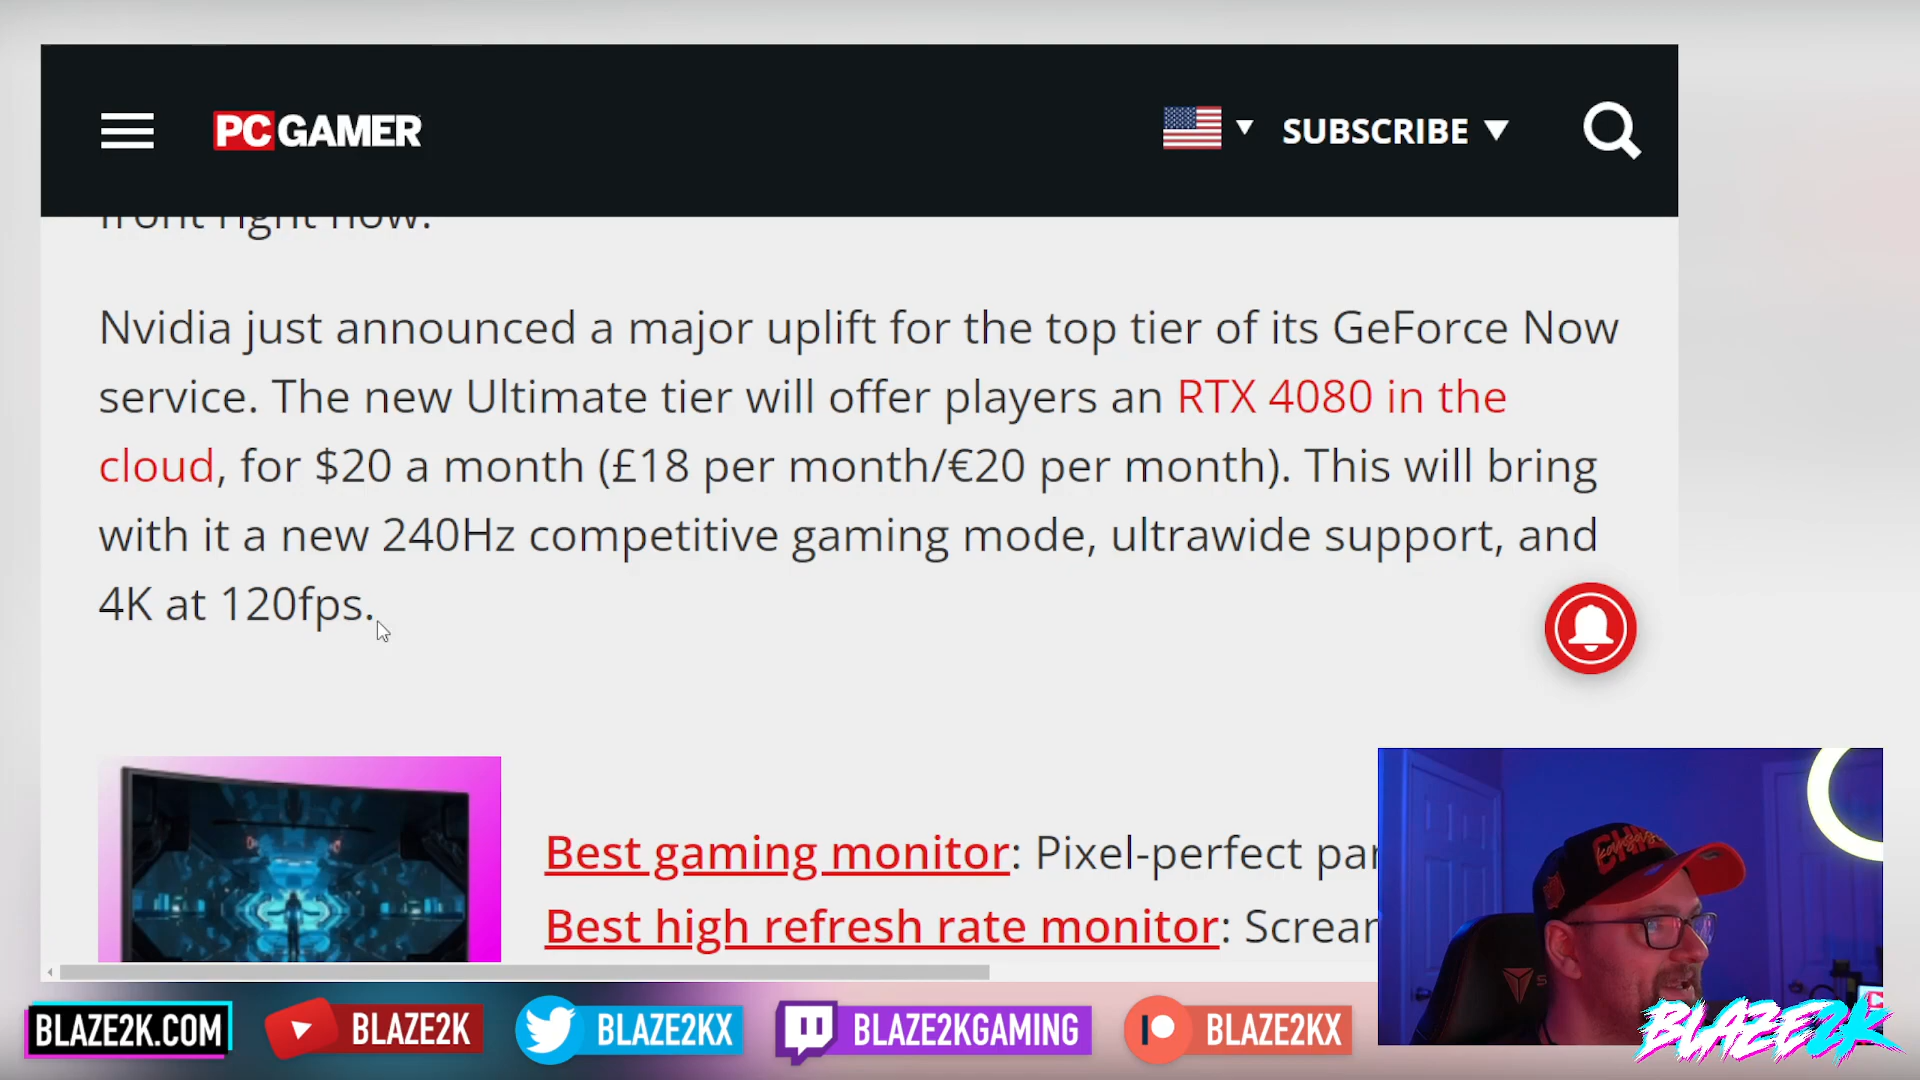 PC GAMER
SUBSCRIBE
front right now.
Nvidia just announced a major uplift for the top tier of its GeForce Now
service. The new Ultimate tier will offer players an RTX 4080 in the
cloud, for $20 a month (£18 per month/€20 per month). This will bring
with it a new 240Hz competitive gaming mode, ultrawide support, and
4K at 120fps.
Best gaming monitor: Pixel-perfect
Best high refresh rate monitor:
BLAZE2K.COM
BLAZE2K
BLAZE2KX
BLAZE2KGAMING
BLAZE2KX
BLAZE2K